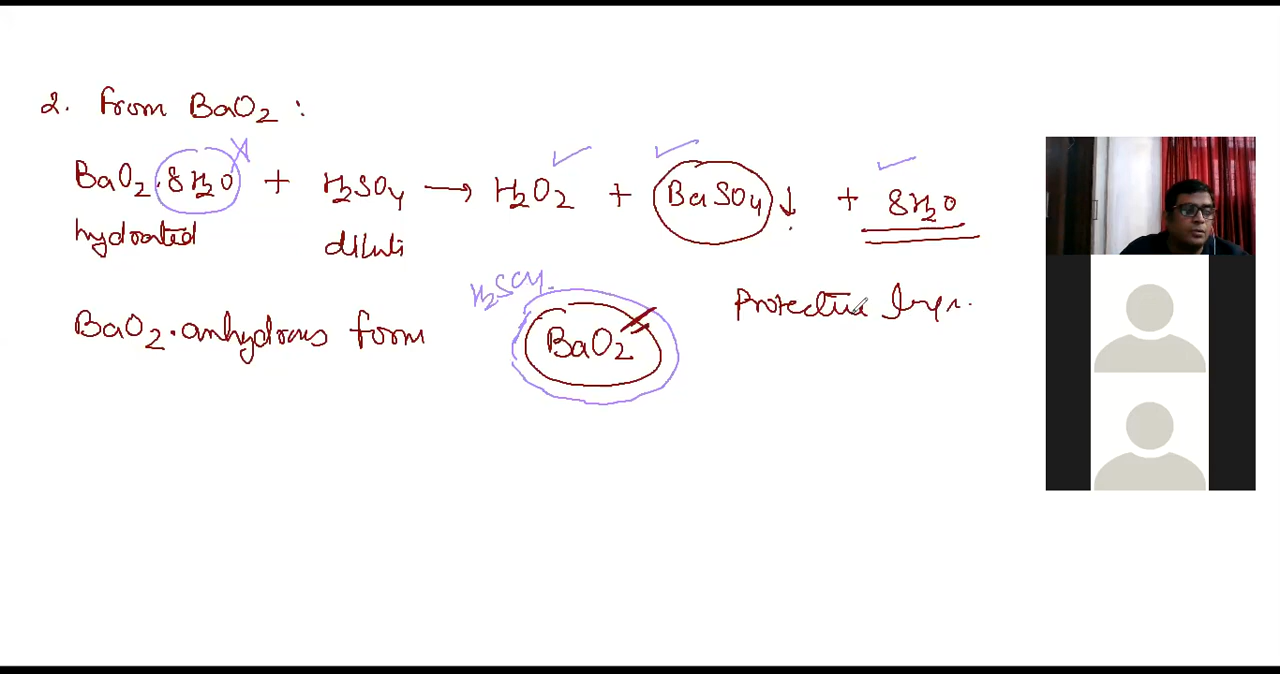 2. From BaO2 :
BaO2.8H2O + H2SO4 → H2O2 + BaSO4↓ + 8H2O
hydrated dilute
H2SO4. Protective layer.
BaO2.anhydrous form BaO2